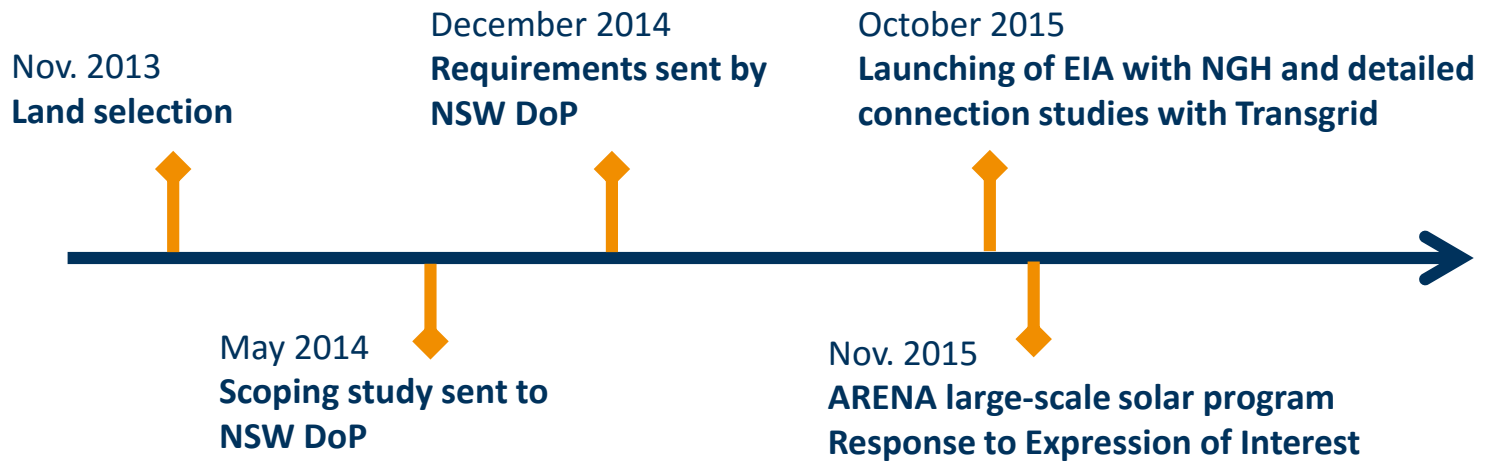 Nov. 2013
Land selection
December 2014
Requirements sent by
NSW DoP
October 2015
Launching of EIA with NGH and detailed
connection studies with Transgrid
May 2014
Scoping study sent to
NSW DoP
Nov. 2015
ARENA large-scale solar program
Response to Expression of Interest